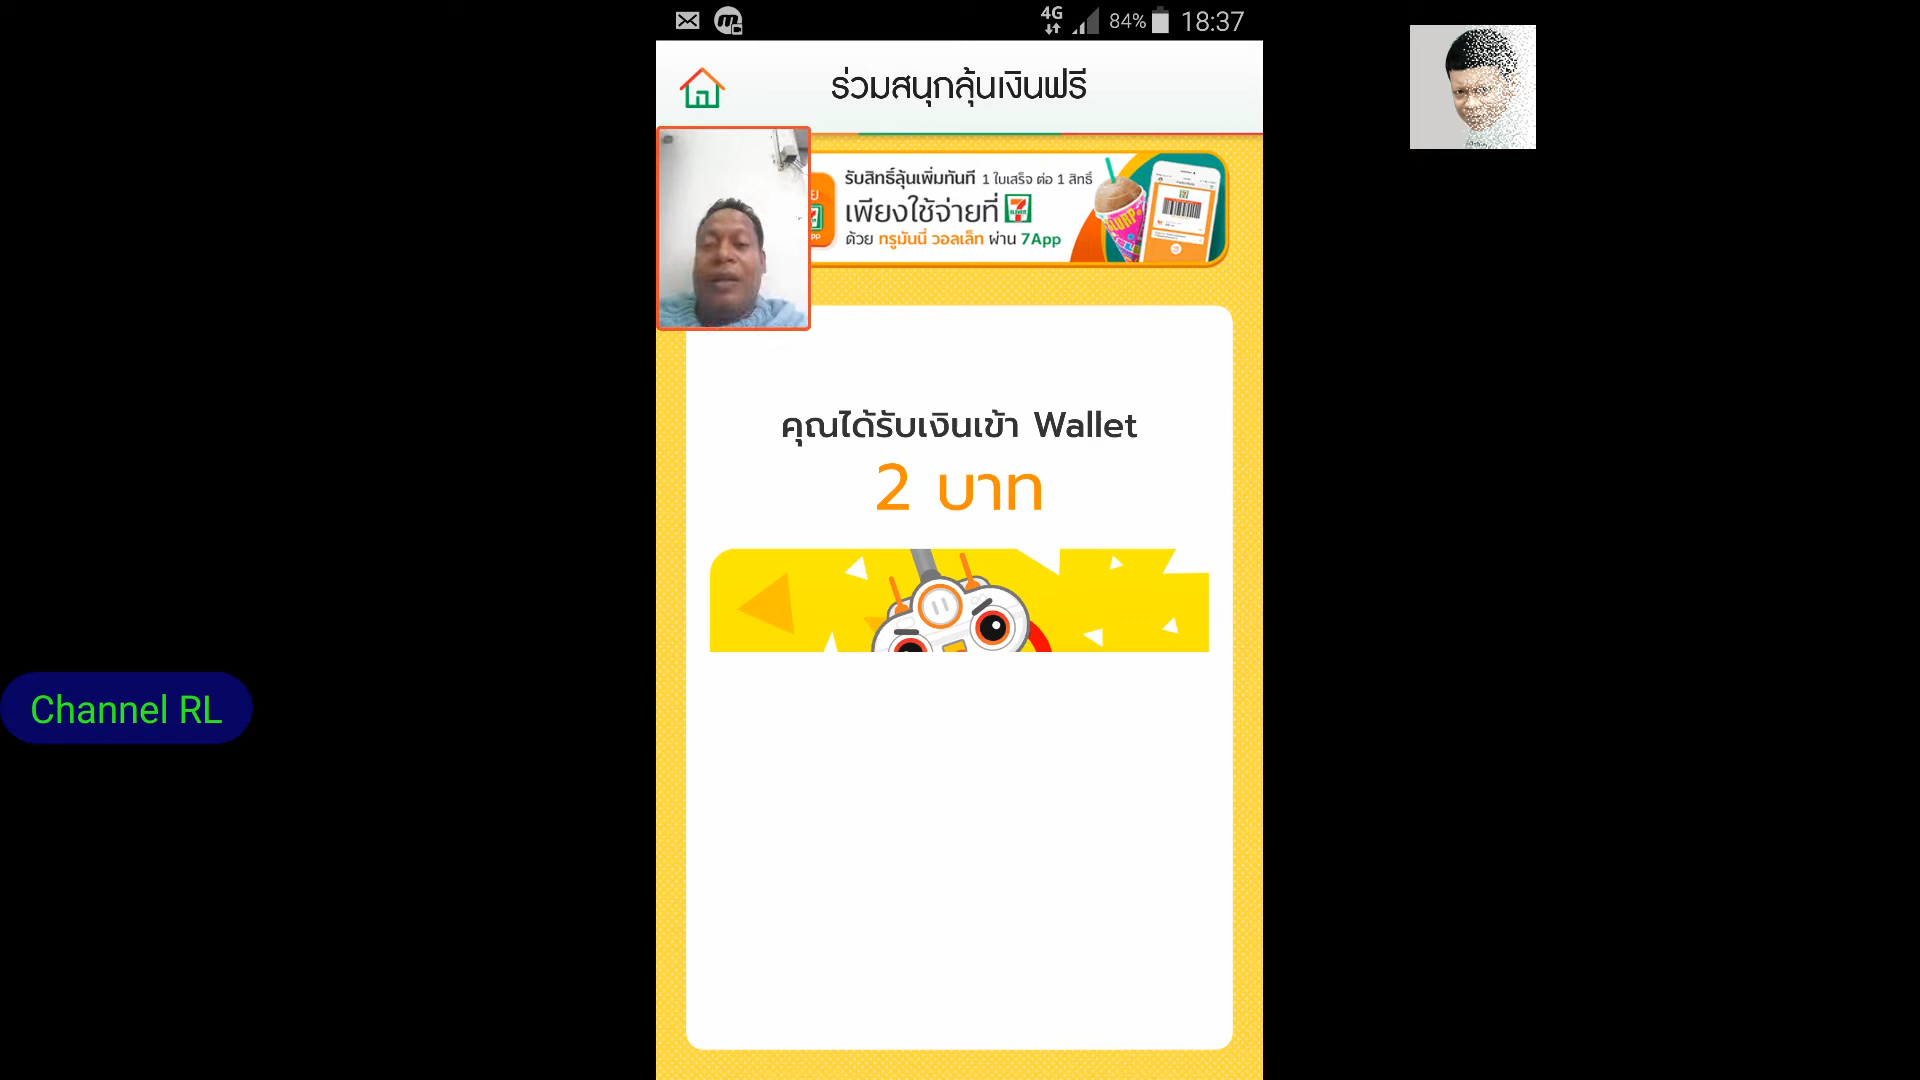 4G 84% 18:37
ร่วมสนุกลุ้นเงินฟรี
รับสิทธิ์ลุ้นเพิ่มทันที 1 ใบเสร็จ ต่อ 1 สิทธิ์
เพียงใช้จ่ายที่ 7 ELEVEN
ด้วย ทรูมันนี่ วอลเล็ท ผ่าน 7App
คุณได้รับเงินเข้า Wallet
2 บาท
Channel RL